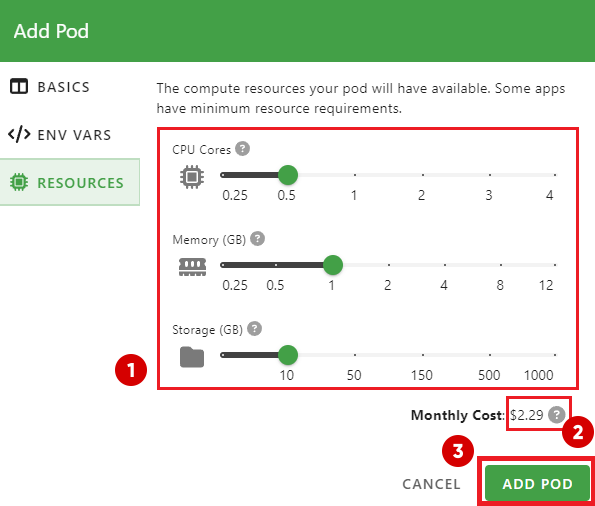 Add Pod
BASICS
ENV VARS
RESOURCES
The compute resources your pod will have available. Some apps
have minimum resource requirements.
CPU Cores ?
0.25 0.5 1 2 3 4
Memory (GB) ?
0.25 0.5 1 2 4 8 12
Storage (GB) ?
10 50 150 500 1000
1
Monthly Cost: $2.29 ?
2
3
CANCEL ADD POD